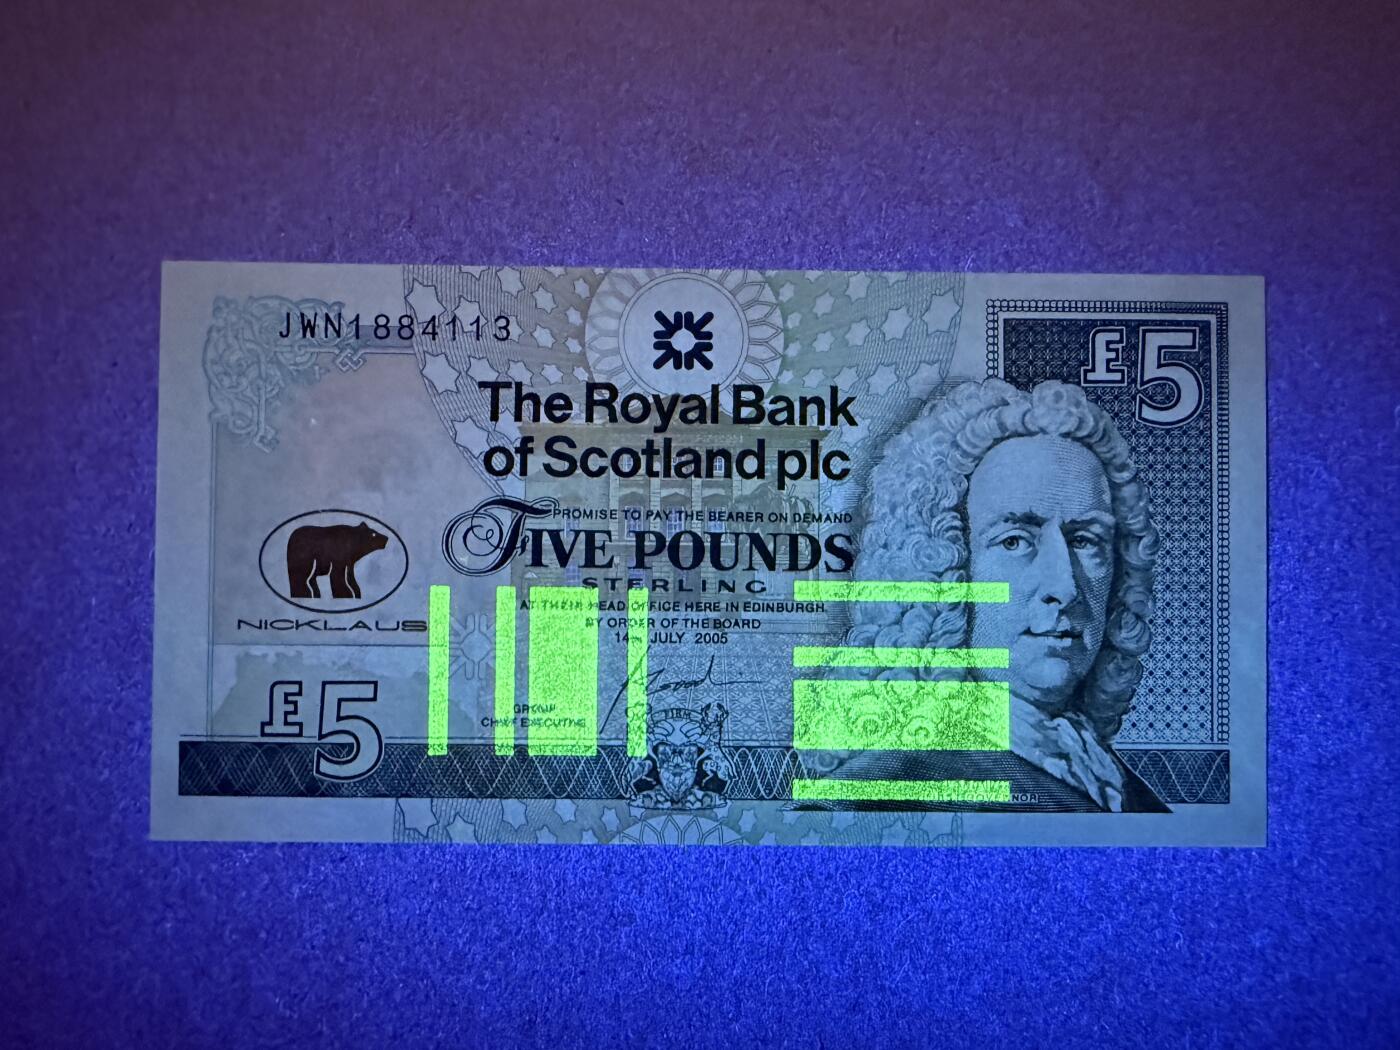 JWN1884113
£5
The Royal Bank
of Scotland plc
PROMISE TO PAY THE BEARER ON DEMAND
FIVE POUNDS
STERLING
AT THEIR HEAD OFFICE HERE IN EDINBURGH
BY ORDER OF THE BOARD
14TH JULY 2005
NICKLAUS
£5
GROUP
CHIEF EXECUTIVE
FIRM
GOVERNOR